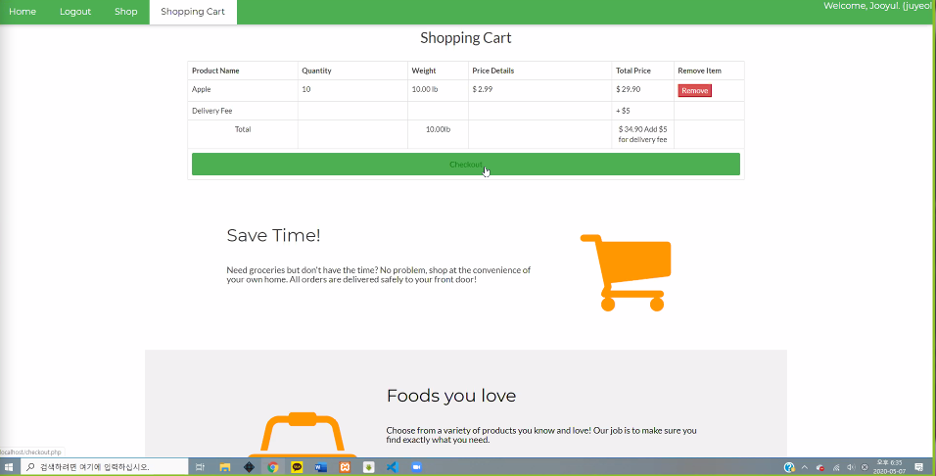 Home Logout Shop Shopping Cart Welcome, Jooyul. (juyeol
Shopping Cart
Product Name Quantity Weight Price Details Total Price Remove Item
Apple 10 10.00 lb $ 2.99 $ 29.90 Remove
Delivery Fee + $5
Total 10.00lb $ 34.90 Add $5
for delivery fee
Checkout
Save Time!
Need groceries but don't have the time? No problem, shop at the convenience of
your own home. All orders are delivered safely to your front door!
Foods you love
Choose from a variety of products you know and love! Our job is to make sure you
find exactly what you need.
localhost/checkout.php
검색하려면 여기에 입력하십시오.
오후 6:35
2020-05-07